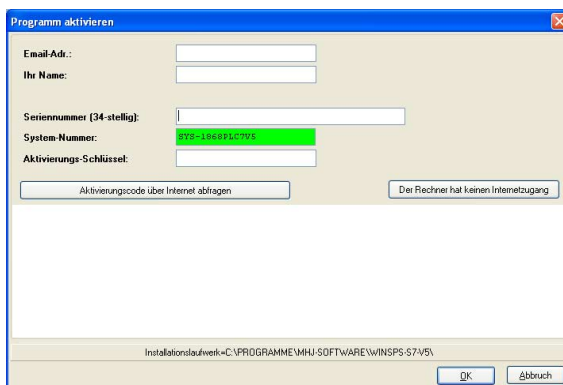 Programm aktivieren
Email-Adr.:
Ihr Name:
Seriennummer (34-stellig):
System-Nummer: SYS-1868PLC7V5
Aktivierungs-Schlüssel:
Aktivierungscode über Internet abfragen Der Rechner hat keinen Internetzugang
Installationslaufwerk=C:\PROGRAMME\MHJ-SOFTWARE\WINSPS-S7-V5\
OK Abbruch